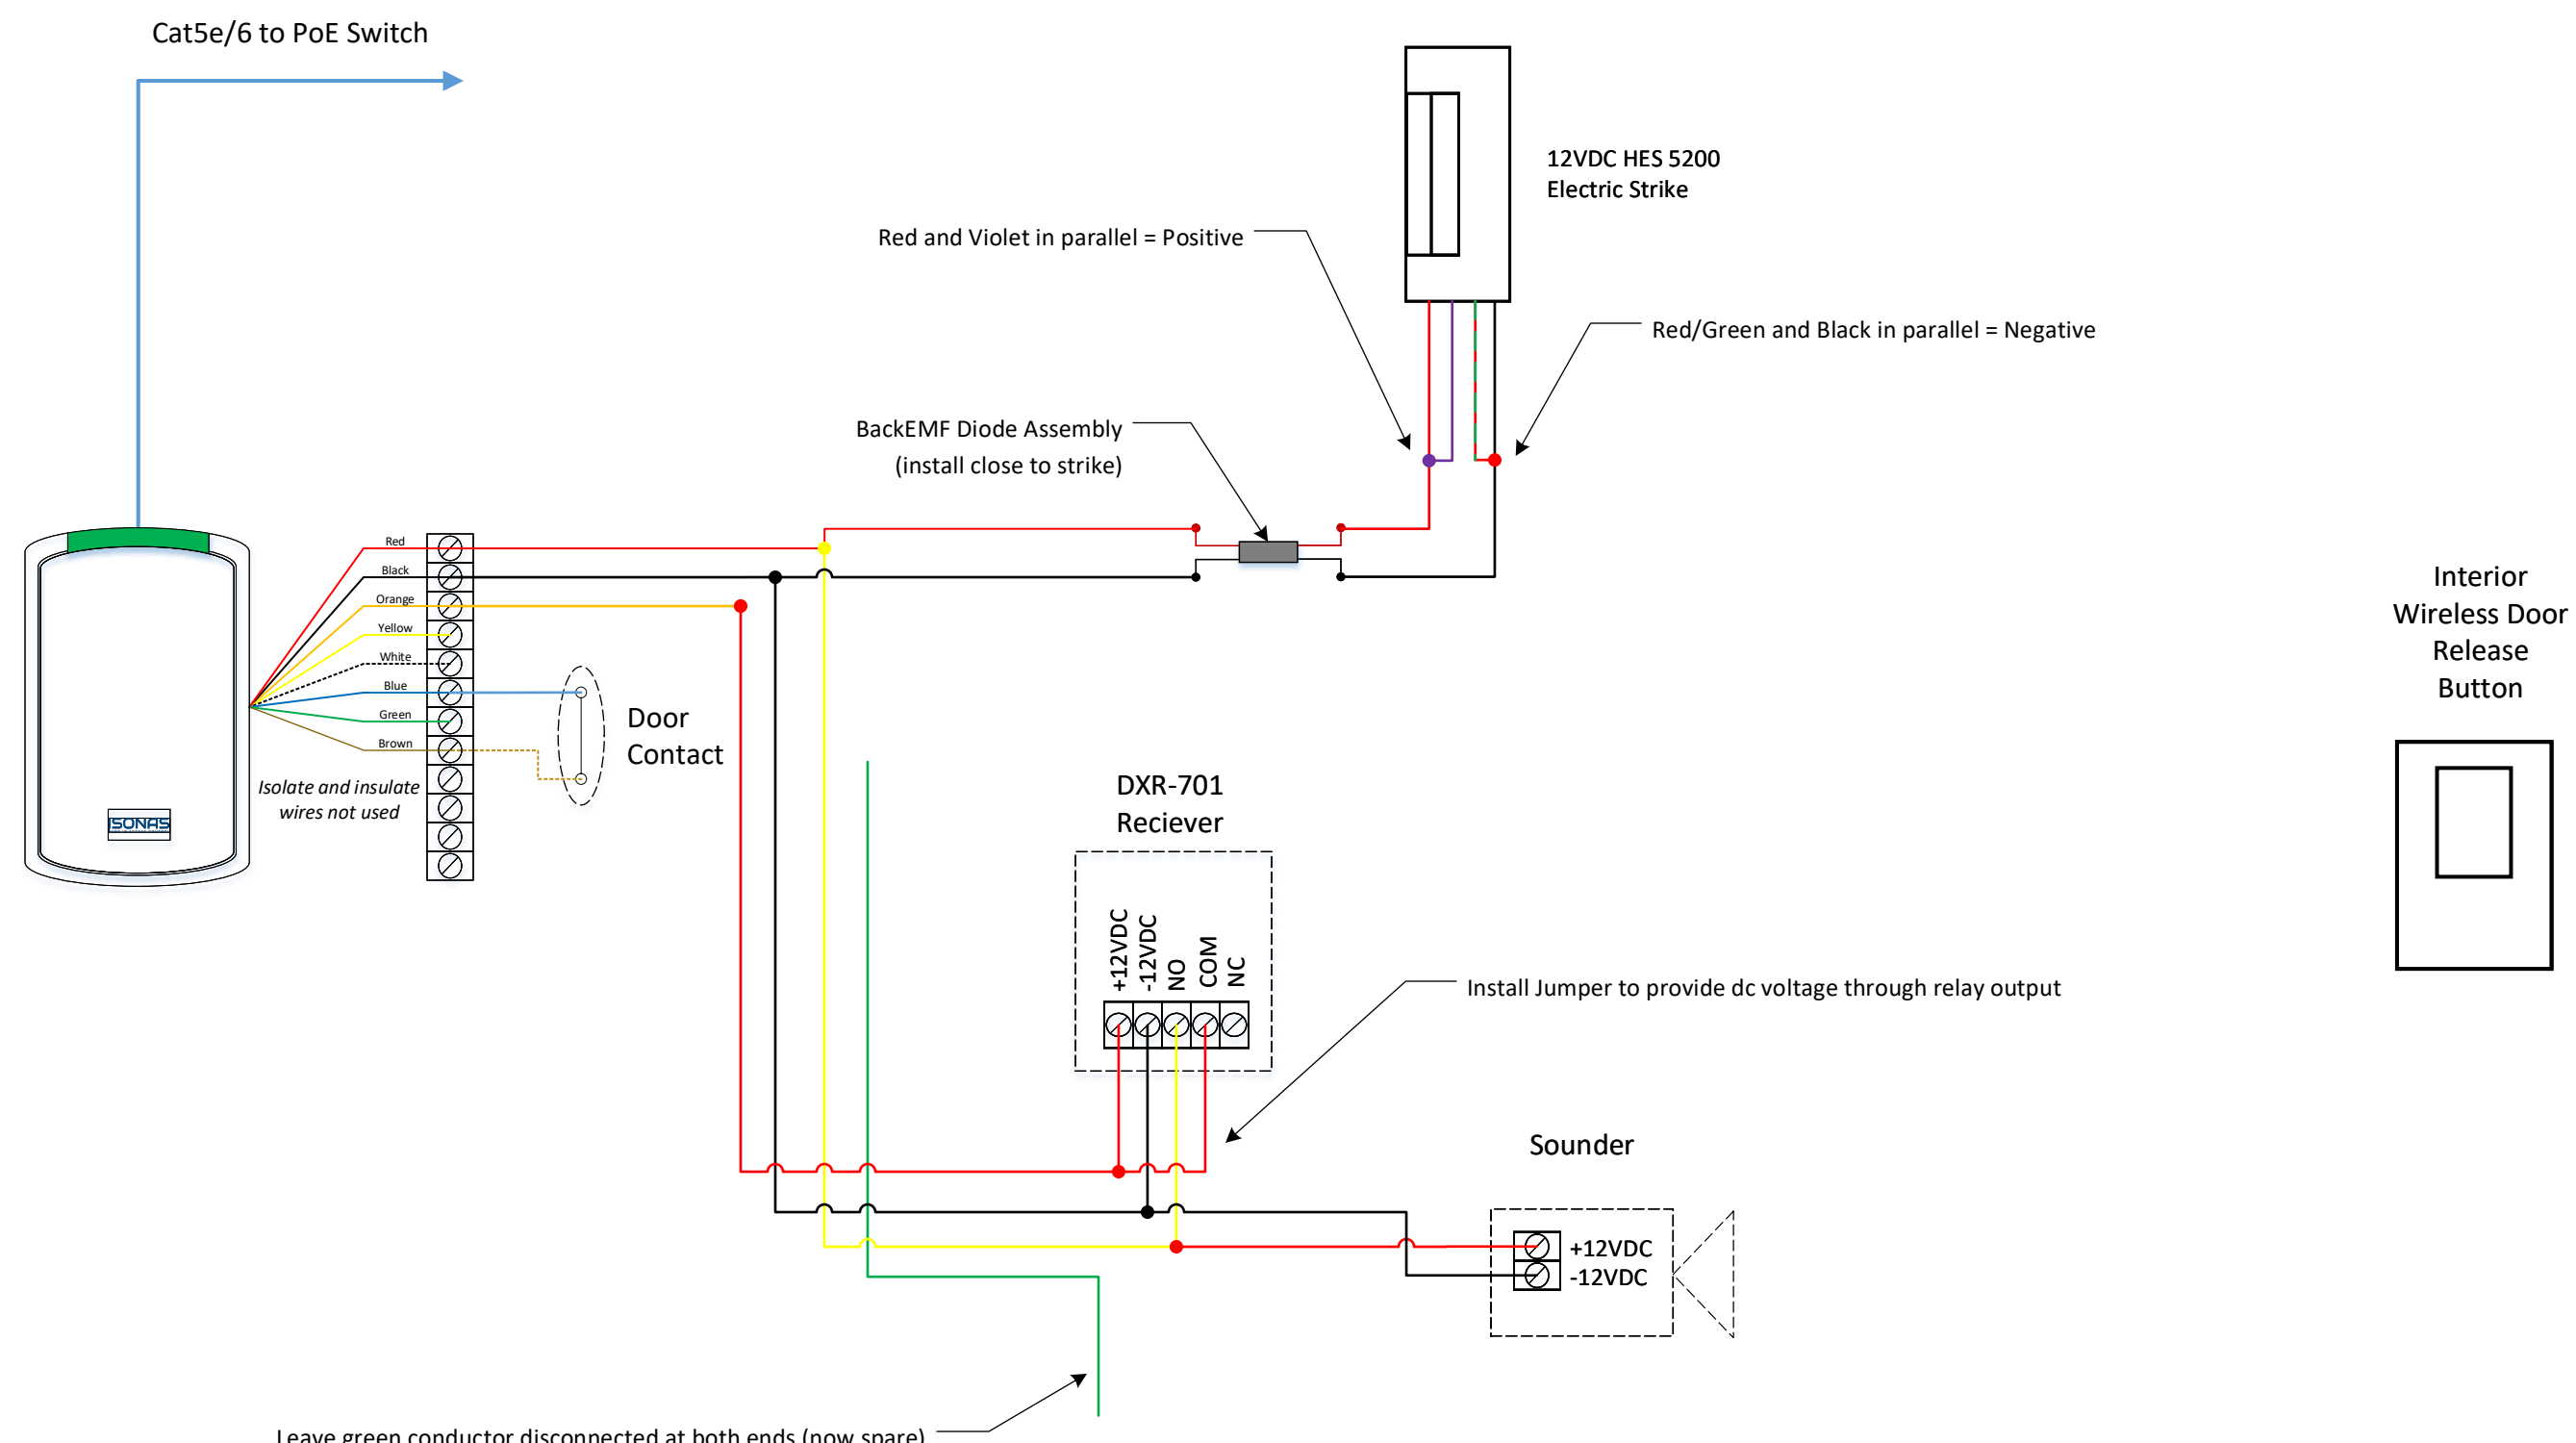 Cat5e/6 to PoE Switch
12VDC HES 5200
Electric Strike
Red and Violet in parallel = Positive
Red/Green and Black in parallel = Negative
BackEMF Diode Assembly
(install close to strike)
Red
Black
Orange
Yellow
White
Blue
Green
Brown
Isolate and insulate
wires not used
Door
Contact
ISONAS
Interior
Wireless Door
Release
Button
DXR-701
Reciever
+12VDC
-12VDC
NO
COM
NC
Install Jumper to provide dc voltage through relay output
Sounder
+12VDC
-12VDC
Leave green conductor disconnected at both ends (now spare)